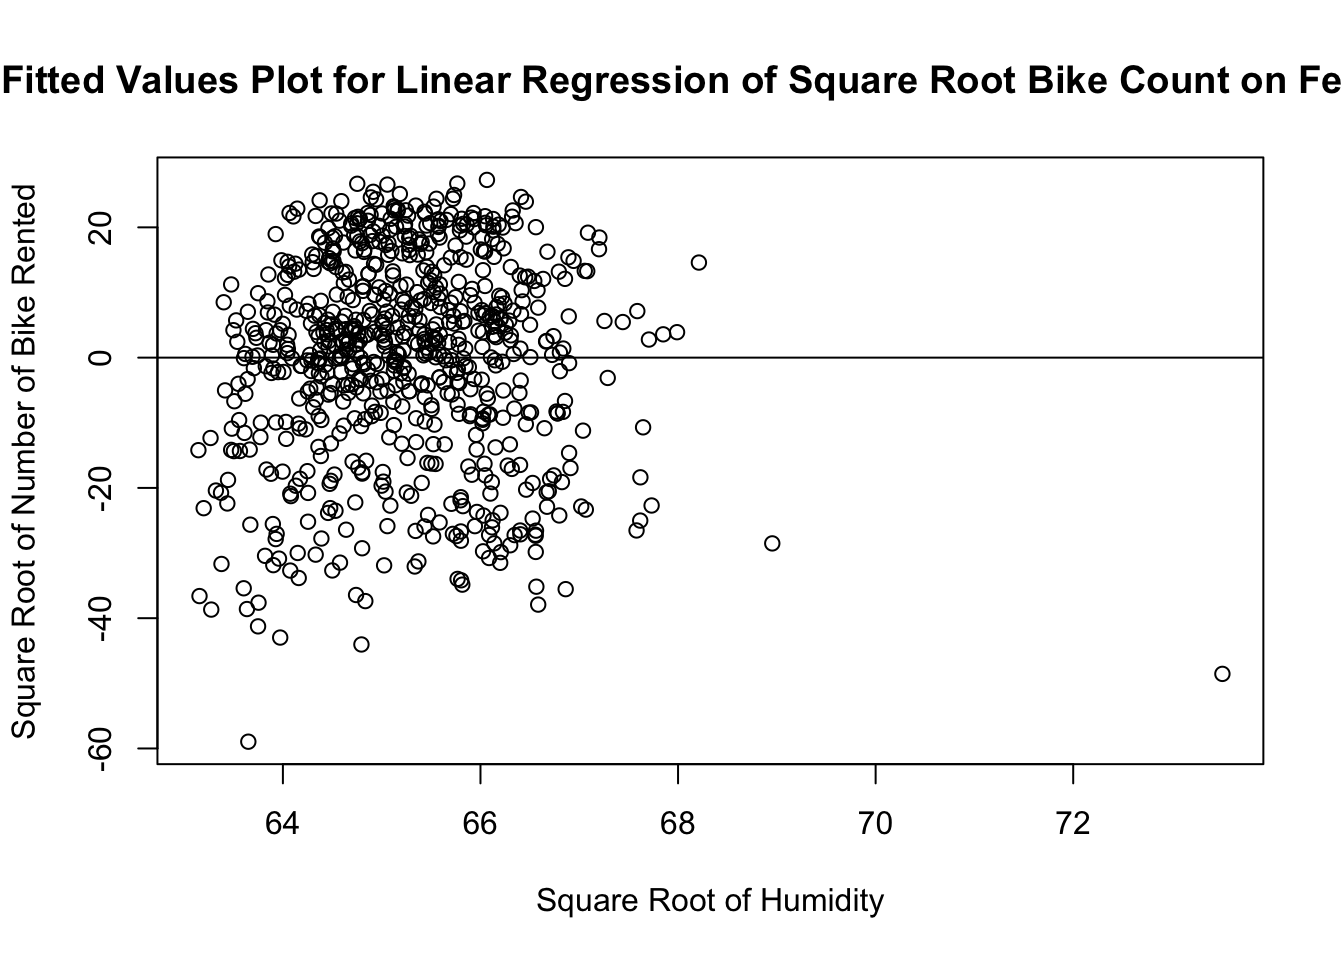 Fitted Values Plot for Linear Regression of Square Root Bike Count on Fe
Square Root of Number of Bike Rented
20
0
-20
-40
-60
64 66 68 70 72
Square Root of Humidity